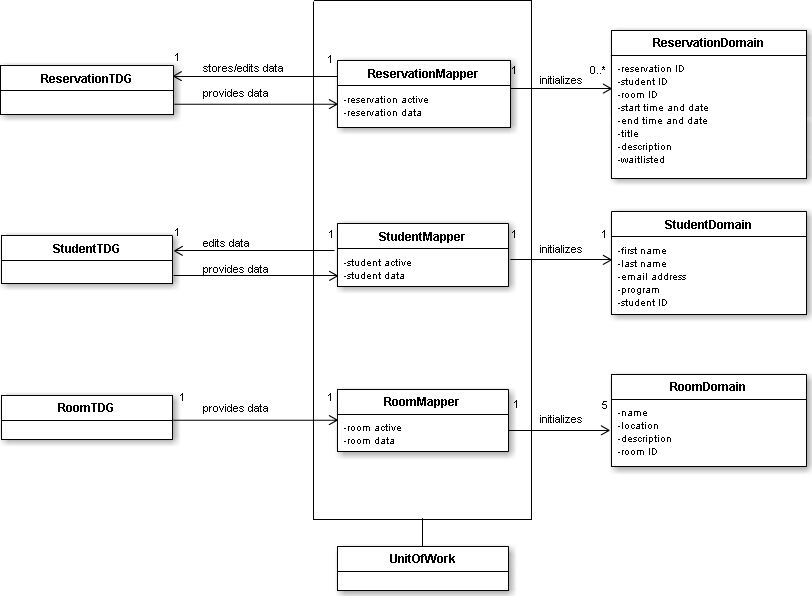 ReservationTDG
1
stores/edits data
1
provides data
ReservationMapper
-reservation active
-reservation data
1
initializes
0..*
ReservationDomain
-reservation ID
-student ID
-room ID
-start time and date
-end time and date
-title
-description
-waitlisted
StudentTDG
1
edits data
1
provides data
StudentMapper
-student active
-student data
1
initializes
1
StudentDomain
-first name
-last name
-email address
-program
-student ID
RoomTDG
1
provides data
1
RoomMapper
-room active
-room data
1
initializes
5
RoomDomain
-name
-location
-description
-room ID
UnitOfWork